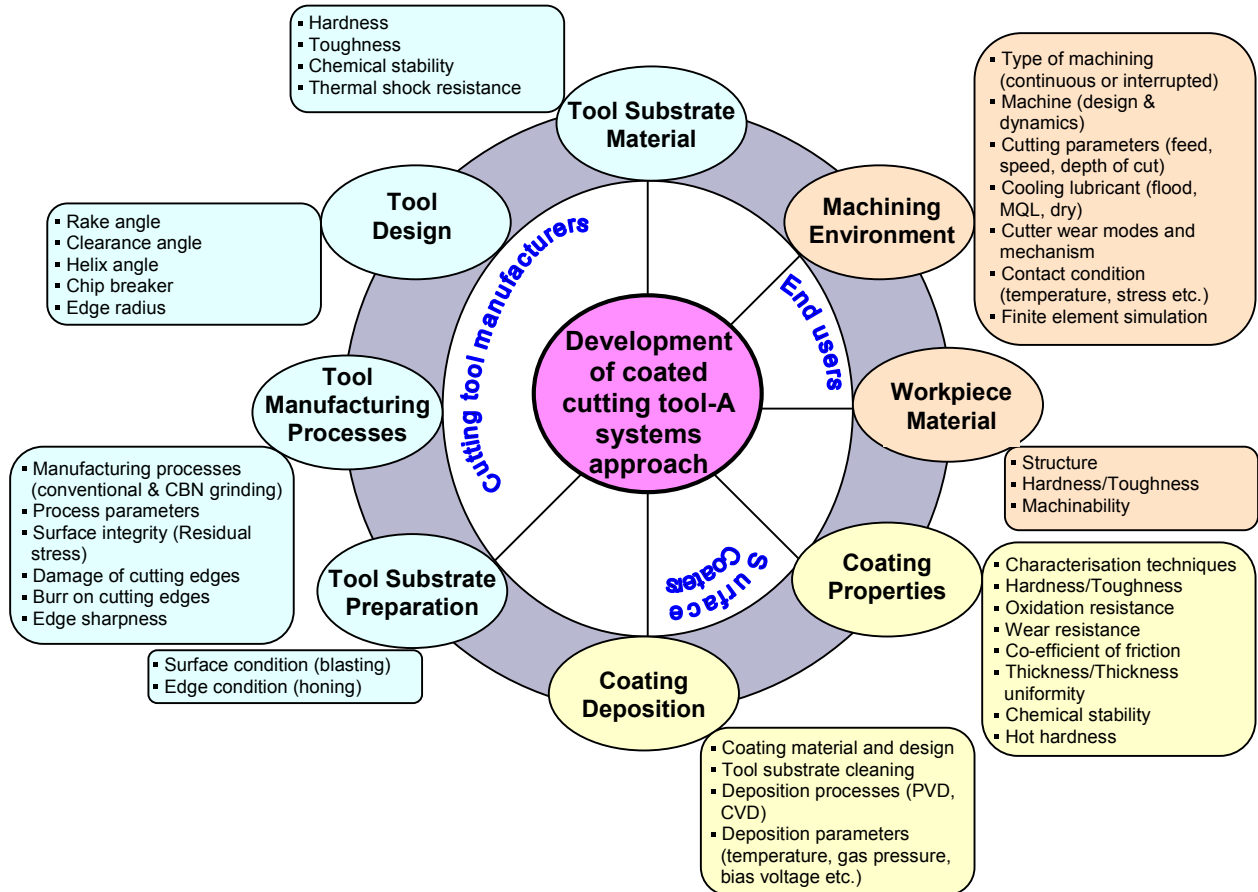 ▪ Hardness
▪ Toughness
▪ Chemical stability
▪ Thermal shock resistance
Tool Substrate
Material
▪ Type of machining
(continuous or interrupted)
▪ Machine (design &
dynamics)
▪ Cutting parameters (feed,
speed, depth of cut)
▪ Cooling lubricant (flood,
MQL, dry)
▪ Cutter wear modes and
mechanism
▪ Contact condition
(temperature, stress etc.)
▪ Finite element simulation
Machining
Environment
Tool
Design
▪ Rake angle
▪ Clearance angle
▪ Helix angle
▪ Chip breaker
▪ Edge radius
Cutting tool manufacturers
End users
Development
of coated
cutting tool-A
systems
approach
Tool
Manufacturing
Processes
Workpiece
Material
▪ Manufacturing processes
(conventional & CBN grinding)
▪ Process parameters
▪ Surface integrity (Residual
stress)
▪ Damage of cutting edges
▪ Burr on cutting edges
▪ Edge sharpness
▪ Structure
▪ Hardness/Toughness
▪ Machinability
Tool Substrate
Preparation
Surface
Coaters
Coating
Properties
▪ Characterisation techniques
▪ Hardness/Toughness
▪ Oxidation resistance
▪ Wear resistance
▪ Co-efficient of friction
▪ Thickness/Thickness
uniformity
▪ Chemical stability
▪ Hot hardness
▪ Surface condition (blasting)
▪ Edge condition (honing)
Coating
Deposition
▪ Coating material and design
▪ Tool substrate cleaning
▪ Deposition processes (PVD,
CVD)
▪ Deposition parameters
(temperature, gas pressure,
bias voltage etc.)